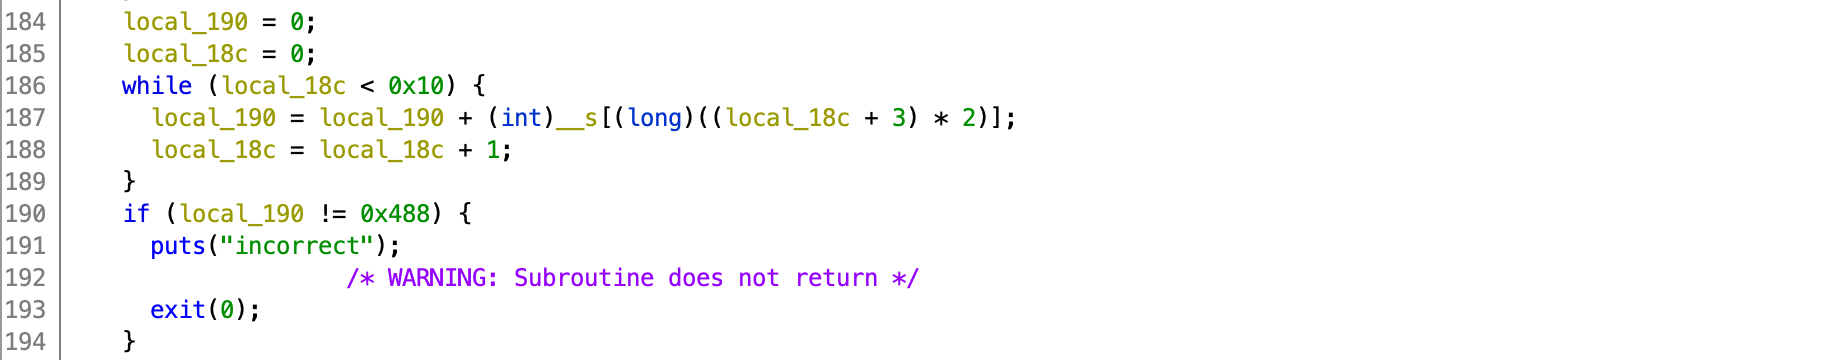 184 local_190 = 0;
185 local_18c = 0;
186 while (local_18c < 0x10) {
187 local_190 = local_190 + (int)__s[(long)((local_18c + 3) * 2)];
188 local_18c = local_18c + 1;
189 }
190 if (local_190 != 0x488) {
191 puts("incorrect");
192 /* WARNING: Subroutine does not return */
193 exit(0);
194 }